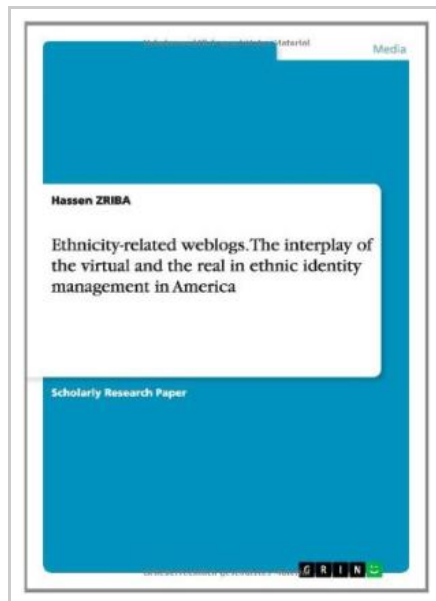 Media
Hassen ZRIBA
Ethnicity-related weblogs. The interplay of
the virtual and the real in ethnic identity
management in America
Scholarly Research Paper
G R I N